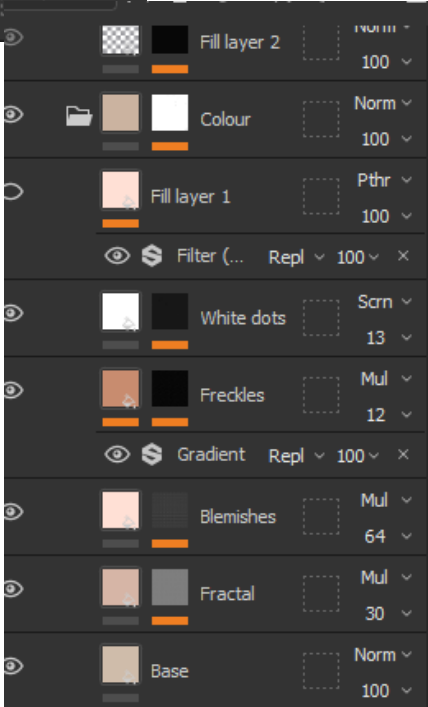 Norm
Fill layer 2
100
Norm
Colour
100
Pthr
Fill layer 1
100
Filter (... Repl 100
Scrn
White dots
13
Mul
Freckles
12
Gradient Repl 100
Mul
Blemishes
64
Mul
Fractal
30
Norm
Base
100